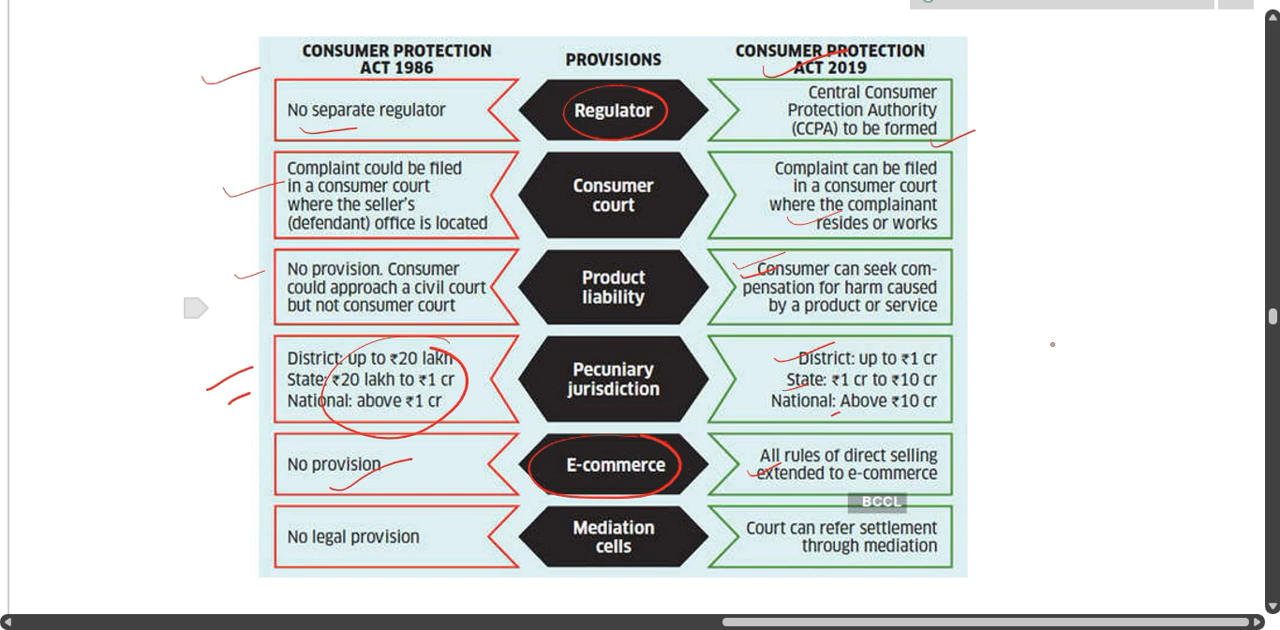 CONSUMER PROTECTION
ACT 1986
PROVISIONS
CONSUMER PROTECTION
ACT 2019
No separate regulator
Regulator
Central Consumer
Protection Authority
(CCPA) to be formed
Complaint could be filed
in a consumer court
where the seller's
(defendant) office is located
Consumer
court
Complaint can be filed
in a consumer court
where the complainant
resides or works
No provision. Consumer
could approach a civil court
but not consumer court
Product
liability
Consumer can seek com-
pensation for harm caused
by a product or service
District: up to ₹20 lakh
State: ₹20 lakh to ₹1 cr
National: above ₹1 cr
Pecuniary
jurisdiction
District: up to ₹1 cr
State: ₹1 cr to ₹10 cr
National: Above ₹10 cr
No provision
E-commerce
All rules of direct selling
extended to e-commerce
BCCL
No legal provision
Mediation
cells
Court can refer settlement
through mediation